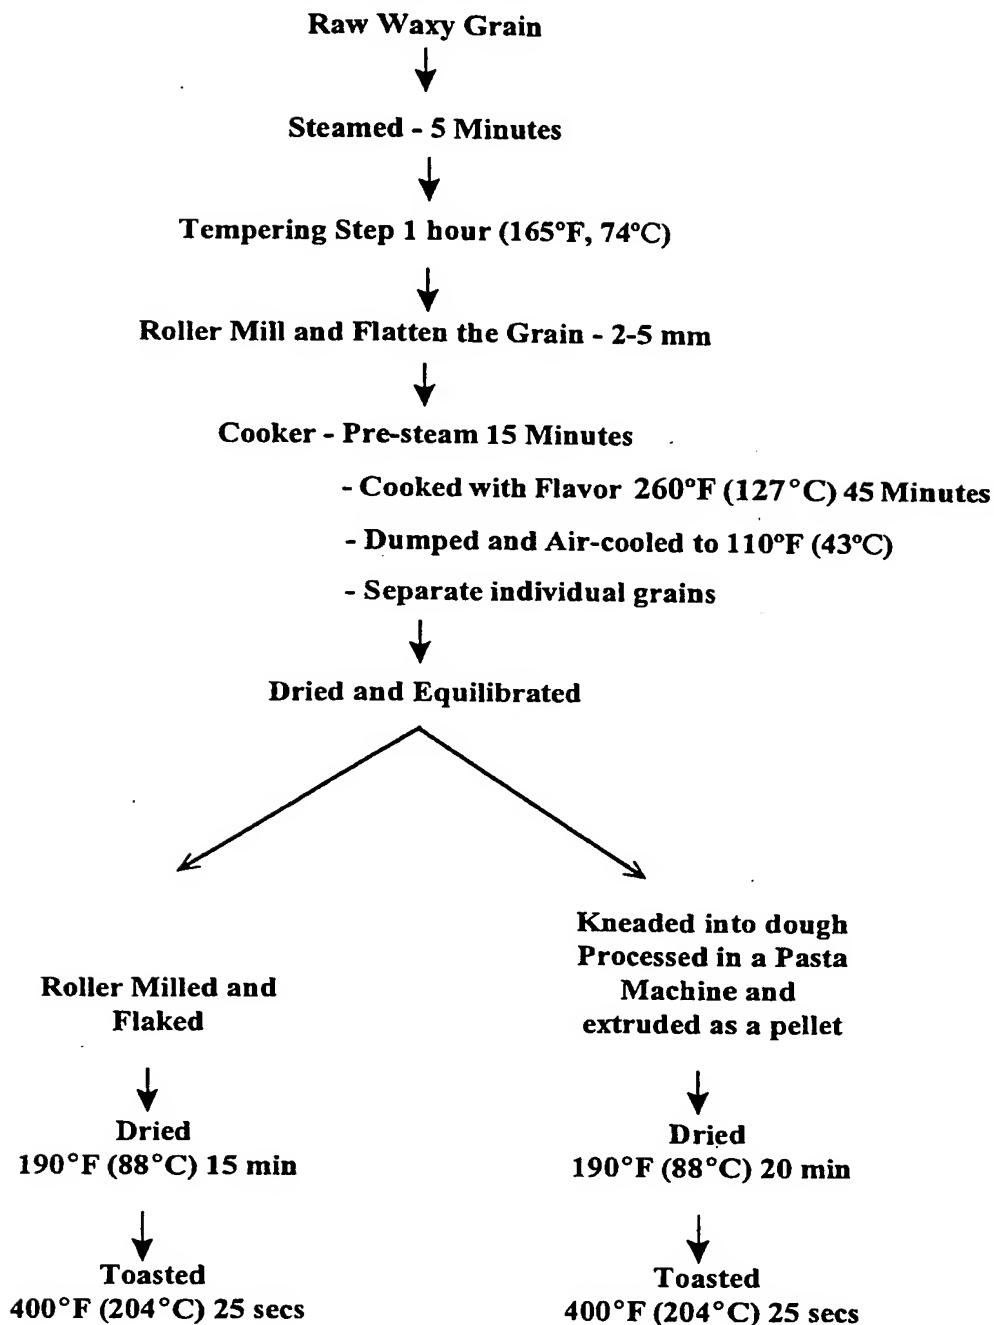 Raw Waxy Grain
Steamed - 5 Minutes
Tempering Step 1 hour (165°F, 74°C)
Roller Mill and Flatten the Grain - 2-5 mm
Cooker - Pre-steam 15 Minutes
- Cooked with Flavor 260°F (127°C) 45 Minutes
- Dumped and Air-cooled to 110°F (43°C)
- Separate individual grains
Dried and Equilibrated
Roller Milled and
Flaked
Dried
190°F (88°C) 15 min
Toasted
400°F (204°C) 25 secs
Kneaded into dough
Processed in a Pasta
Machine and
extruded as a pellet
Dried
190°F (88°C) 20 min
Toasted
400°F (204°C) 25 secs